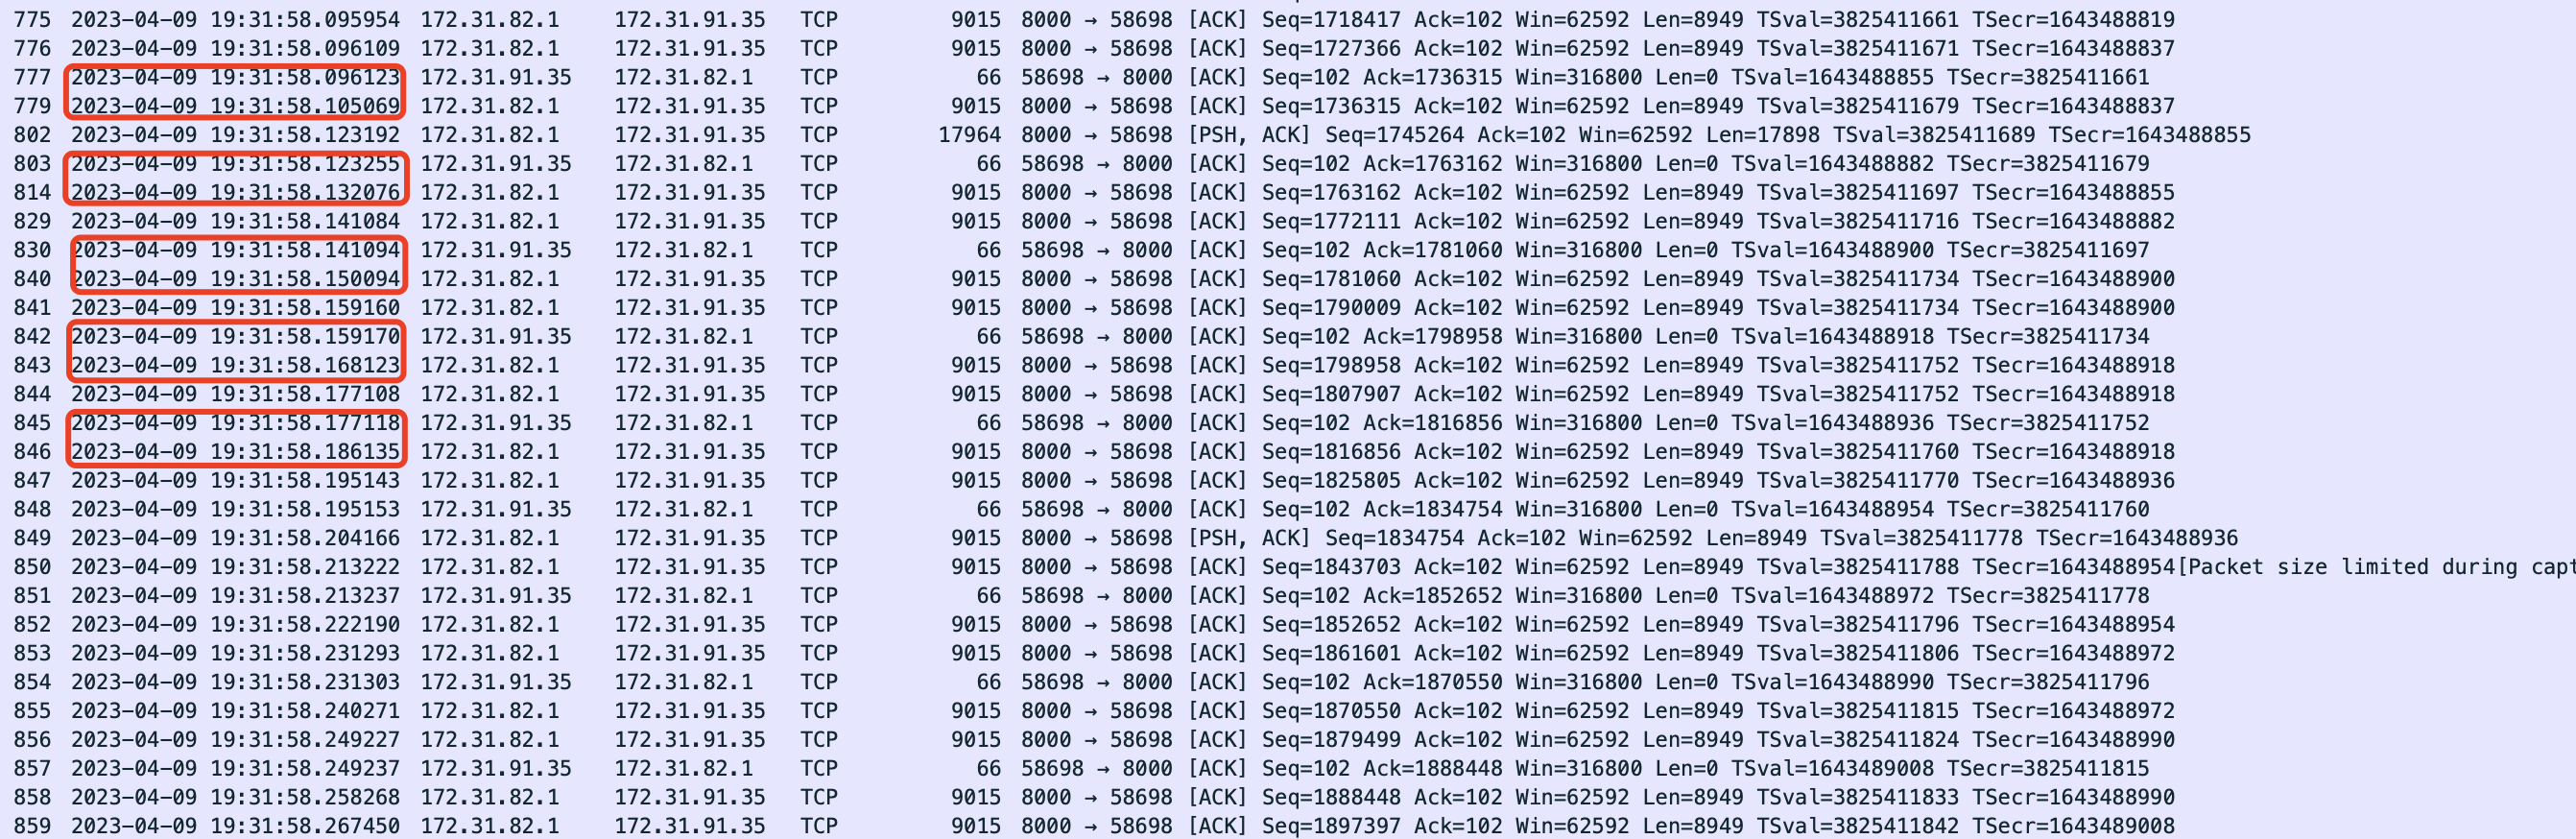 775 2023-04-09 19:31:58.095954 172.31.82.1 172.31.91.35 TCP 9015 8000 → 58698 [ACK] Seq=1718417 Ack=102 Win=62592 Len=8949 TSval=3825411661 TSecr=1643488819
776 2023-04-09 19:31:58.096109 172.31.82.1 172.31.91.35 TCP 9015 8000 → 58698 [ACK] Seq=1727366 Ack=102 Win=62592 Len=8949 TSval=3825411671 TSecr=1643488837
777 2023-04-09 19:31:58.096123 172.31.91.35 172.31.82.1 TCP 66 58698 → 8000 [ACK] Seq=102 Ack=1736315 Win=316800 Len=0 TSval=1643488855 TSecr=3825411661
779 2023-04-09 19:31:58.105069 172.31.82.1 172.31.91.35 TCP 9015 8000 → 58698 [ACK] Seq=1736315 Ack=102 Win=62592 Len=8949 TSval=3825411679 TSecr=1643488837
802 2023-04-09 19:31:58.123192 172.31.82.1 172.31.91.35 TCP 17964 8000 → 58698 [PSH, ACK] Seq=1745264 Ack=102 Win=62592 Len=17898 TSval=3825411689 TSecr=1643488855
803 2023-04-09 19:31:58.123255 172.31.91.35 172.31.82.1 TCP 66 58698 → 8000 [ACK] Seq=102 Ack=1763162 Win=316800 Len=0 TSval=1643488882 TSecr=3825411679
814 2023-04-09 19:31:58.132076 172.31.82.1 172.31.91.35 TCP 9015 8000 → 58698 [ACK] Seq=1763162 Ack=102 Win=62592 Len=8949 TSval=3825411697 TSecr=1643488855
829 2023-04-09 19:31:58.141084 172.31.82.1 172.31.91.35 TCP 9015 8000 → 58698 [ACK] Seq=1772111 Ack=102 Win=62592 Len=8949 TSval=3825411716 TSecr=1643488882
830 2023-04-09 19:31:58.141094 172.31.91.35 172.31.82.1 TCP 66 58698 → 8000 [ACK] Seq=102 Ack=1781060 Win=316800 Len=0 TSval=1643488900 TSecr=3825411697
840 2023-04-09 19:31:58.150094 172.31.82.1 172.31.91.35 TCP 9015 8000 → 58698 [ACK] Seq=1781060 Ack=102 Win=62592 Len=8949 TSval=3825411734 TSecr=1643488900
841 2023-04-09 19:31:58.159160 172.31.82.1 172.31.91.35 TCP 9015 8000 → 58698 [ACK] Seq=1790009 Ack=102 Win=62592 Len=8949 TSval=3825411734 TSecr=1643488900
842 2023-04-09 19:31:58.159170 172.31.91.35 172.31.82.1 TCP 66 58698 → 8000 [ACK] Seq=102 Ack=1798958 Win=316800 Len=0 TSval=1643488918 TSecr=3825411734
843 2023-04-09 19:31:58.168123 172.31.82.1 172.31.91.35 TCP 9015 8000 → 58698 [ACK] Seq=1798958 Ack=102 Win=62592 Len=8949 TSval=3825411752 TSecr=1643488918
844 2023-04-09 19:31:58.177108 172.31.82.1 172.31.91.35 TCP 9015 8000 → 58698 [ACK] Seq=1807907 Ack=102 Win=62592 Len=8949 TSval=3825411752 TSecr=1643488918
845 2023-04-09 19:31:58.177118 172.31.91.35 172.31.82.1 TCP 66 58698 → 8000 [ACK] Seq=102 Ack=1816856 Win=316800 Len=0 TSval=1643488936 TSecr=3825411752
846 2023-04-09 19:31:58.186135 172.31.82.1 172.31.91.35 TCP 9015 8000 → 58698 [ACK] Seq=1816856 Ack=102 Win=62592 Len=8949 TSval=3825411760 TSecr=1643488918
847 2023-04-09 19:31:58.195143 172.31.82.1 172.31.91.35 TCP 9015 8000 → 58698 [ACK] Seq=1825805 Ack=102 Win=62592 Len=8949 TSval=3825411770 TSecr=1643488936
848 2023-04-09 19:31:58.195153 172.31.91.35 172.31.82.1 TCP 66 58698 → 8000 [ACK] Seq=102 Ack=1834754 Win=316800 Len=0 TSval=1643488954 TSecr=3825411760
849 2023-04-09 19:31:58.204166 172.31.82.1 172.31.91.35 TCP 9015 8000 → 58698 [PSH, ACK] Seq=1834754 Ack=102 Win=62592 Len=8949 TSval=3825411778 TSecr=1643488936
850 2023-04-09 19:31:58.213222 172.31.82.1 172.31.91.35 TCP 9015 8000 → 58698 [ACK] Seq=1843703 Ack=102 Win=62592 Len=8949 TSval=3825411788 TSecr=1643488954[Packet size limited during capt
851 2023-04-09 19:31:58.213237 172.31.91.35 172.31.82.1 TCP 66 58698 → 8000 [ACK] Seq=102 Ack=1852652 Win=316800 Len=0 TSval=1643488972 TSecr=3825411778
852 2023-04-09 19:31:58.222190 172.31.82.1 172.31.91.35 TCP 9015 8000 → 58698 [ACK] Seq=1852652 Ack=102 Win=62592 Len=8949 TSval=3825411796 TSecr=1643488954
853 2023-04-09 19:31:58.231293 172.31.82.1 172.31.91.35 TCP 9015 8000 → 58698 [ACK] Seq=1861601 Ack=102 Win=62592 Len=8949 TSval=3825411806 TSecr=1643488972
854 2023-04-09 19:31:58.231303 172.31.91.35 172.31.82.1 TCP 66 58698 → 8000 [ACK] Seq=102 Ack=1870550 Win=316800 Len=0 TSval=1643488990 TSecr=3825411796
855 2023-04-09 19:31:58.240271 172.31.82.1 172.31.91.35 TCP 9015 8000 → 58698 [ACK] Seq=1870550 Ack=102 Win=62592 Len=8949 TSval=3825411815 TSecr=1643488972
856 2023-04-09 19:31:58.249227 172.31.82.1 172.31.91.35 TCP 9015 8000 → 58698 [ACK] Seq=1879499 Ack=102 Win=62592 Len=8949 TSval=3825411824 TSecr=1643488990
857 2023-04-09 19:31:58.249237 172.31.91.35 172.31.82.1 TCP 66 58698 → 8000 [ACK] Seq=102 Ack=1888448 Win=316800 Len=0 TSval=1643489008 TSecr=3825411815
858 2023-04-09 19:31:58.258268 172.31.82.1 172.31.91.35 TCP 9015 8000 → 58698 [ACK] Seq=1888448 Ack=102 Win=62592 Len=8949 TSval=3825411833 TSecr=1643488990
859 2023-04-09 19:31:58.267450 172.31.82.1 172.31.91.35 TCP 9015 8000 → 58698 [ACK] Seq=1897397 Ack=102 Win=62592 Len=8949 TSval=3825411842 TSecr=1643489008